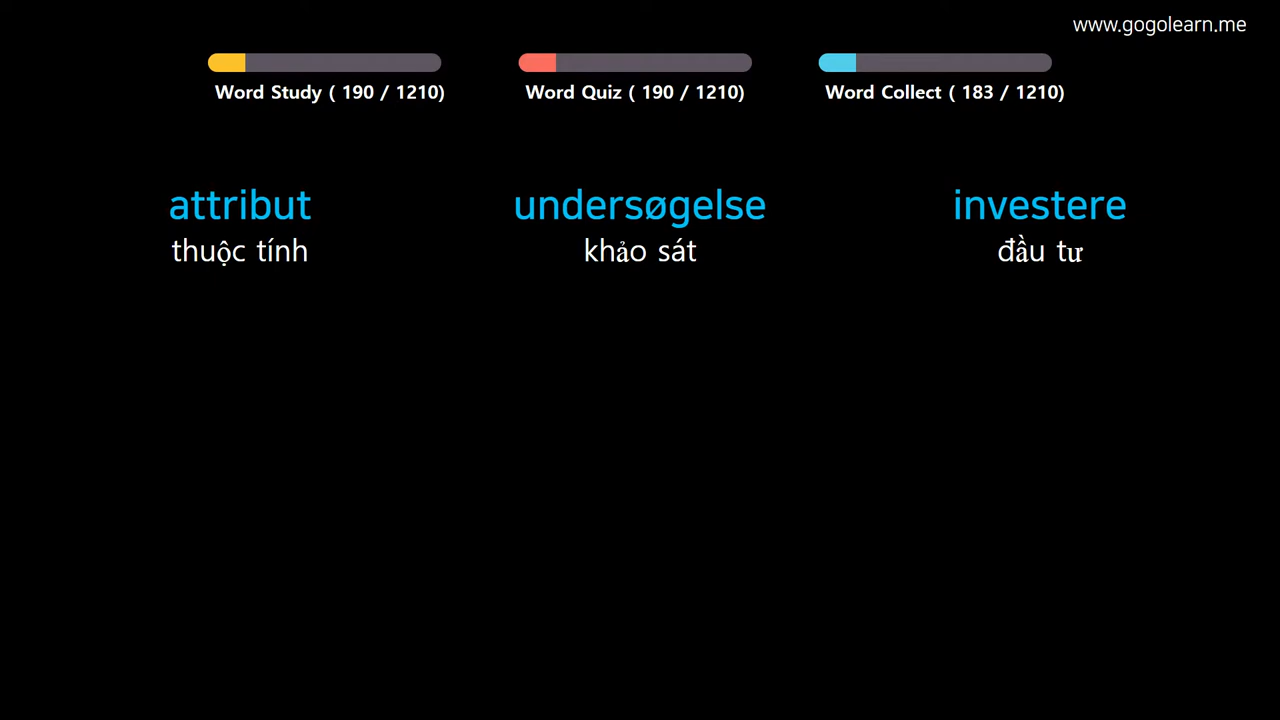 www.gogolearn.me
Word Study ( 190 / 1210)
Word Quiz ( 190 / 1210)
Word Collect ( 183 / 1210)
attribut
thuộc tính
undersøgelse
khảo sát
investere
đầu tư